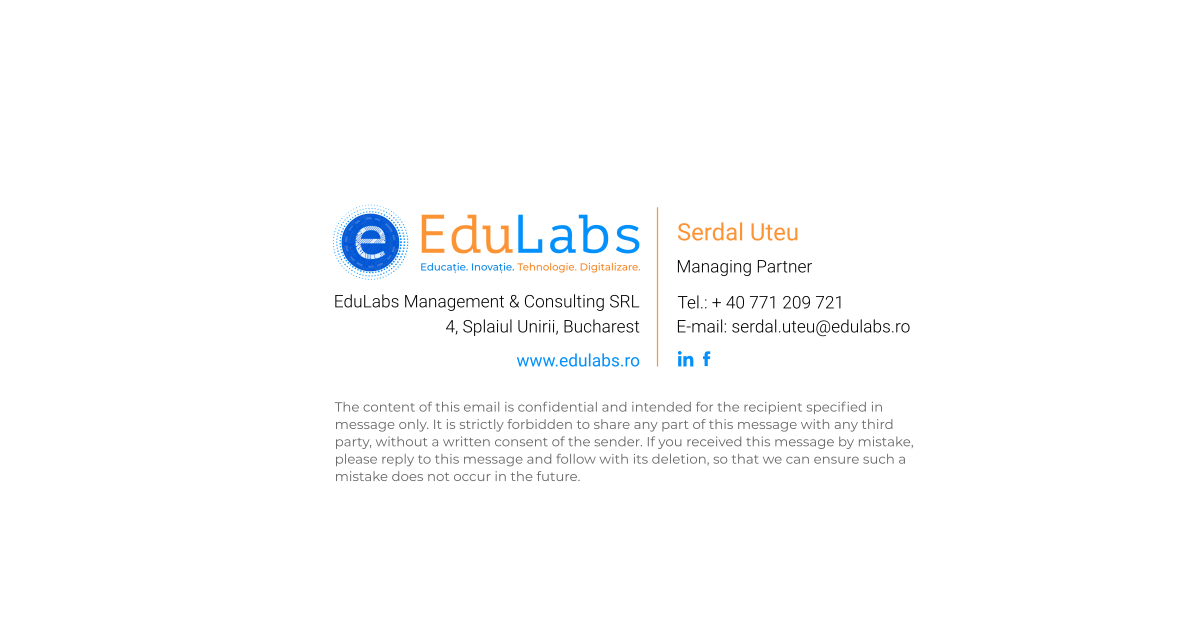 e EduLabs
Educație. Inovație. Tehnologie. Digitalizare.
EduLabs Management & Consulting SRL
4, Splaiul Unirii, Bucharest
www.edulabs.ro
Serdal Uteu
Managing Partner
Tel.: + 40 771 209 721
E-mail: serdal.uteu@edulabs.ro
in f
The content of this email is confidential and intended for the recipient specified in
message only. It is strictly forbidden to share any part of this message with any third
party, without a written consent of the sender. If you received this message by mistake,
please reply to this message and follow with its deletion, so that we can ensure such a
mistake does not occur in the future.